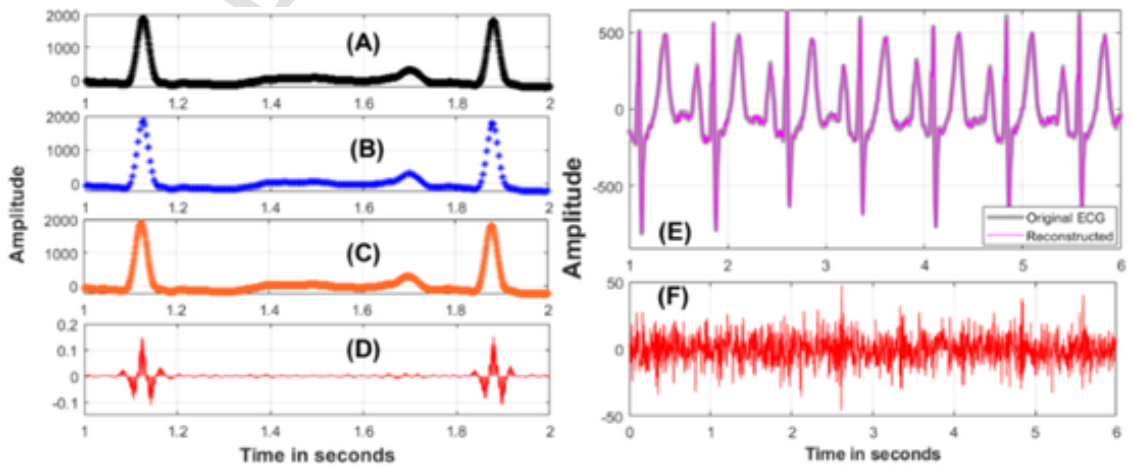 2000
1000
0
(A)
1 1.2 1.4 1.6 1.8 2
2000
1000
0
(B)
1 1.2 1.4 1.6 1.8 2
2000
1000
0
(C)
1 1.2 1.4 1.6 1.8 2
0.2
0.1
0
-0.1
(D)
1 1.2 1.4 1.6 1.8 2
Time in seconds
Amplitude
500
0
-500
(E)
Original ECG
Reconstructed
1 2 3 4 5 6
Amplitude
50
0
-50
(F)
0 1 2 3 4 5 6
Time in seconds